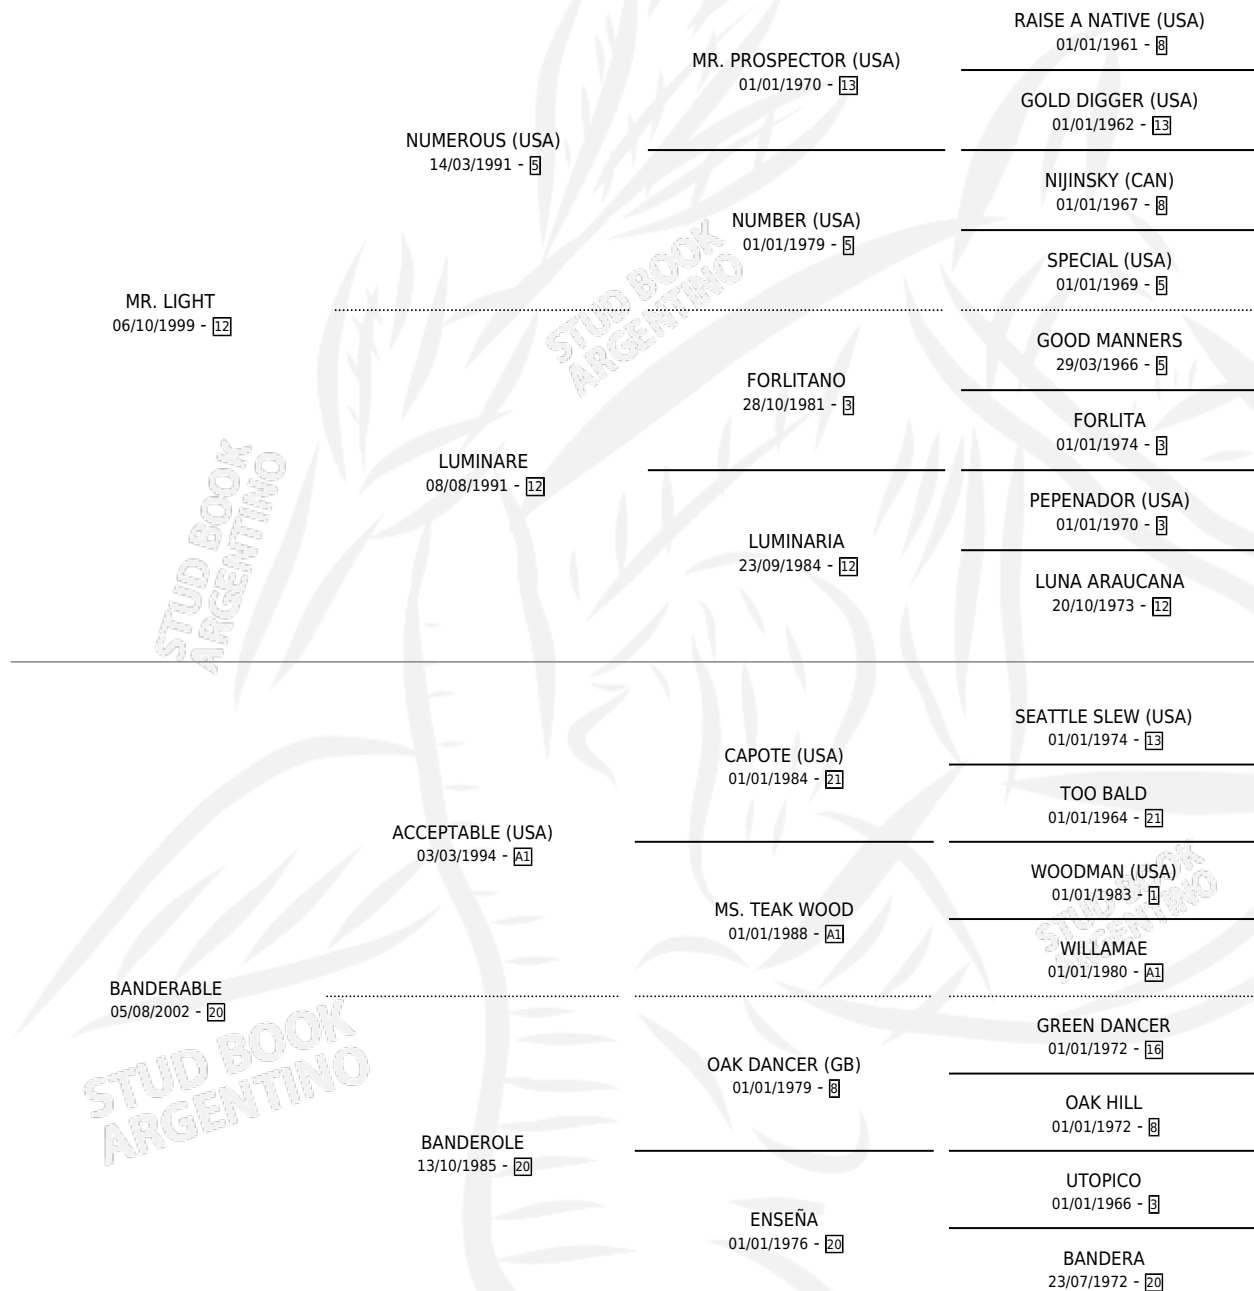 RAISE A NATIVE (USA)
01/01/1961 - 8
MR. PROSPECTOR (USA)
01/01/1970 - 13
GOLD DIGGER (USA)
01/01/1962 - 13
NUMEROUS (USA)
14/03/1991 - 5
NIJINSKY (CAN)
01/01/1967 - 8
NUMBER (USA)
01/01/1979 - 5
SPECIAL (USA)
01/01/1969 - 5
MR. LIGHT
06/10/1999 - 12
STUD BOOK
ARGENTINO
GOOD MANNERS
29/03/1966 - 5
FORLITANO
28/10/1981 - 3
FORLITA
01/01/1974 - 3
LUMINARE
08/08/1991 - 12
PEPENADOR (USA)
01/01/1970 - 3
LUMINARIA
23/09/1984 - 12
LUNA ARAUCANA
20/10/1973 - 12
STUD BOOK
ARGENTINO
SEATTLE SLEW (USA)
01/01/1974 - 13
CAPOTE (USA)
01/01/1984 - 21
TOO BALD
01/01/1964 - 21
ACCEPTABLE (USA)
03/03/1994 - A1
WOODMAN (USA)
01/01/1983 - 1
MS. TEAK WOOD
01/01/1988 - A1
STUD BOOK
ARGENTINO
WILLAMAE
01/01/1980 - A1
BANDERABLE
05/08/2002 - 20
STUD BOOK
ARGENTINO
GREEN DANCER
01/01/1972 - 16
OAK DANCER (GB)
01/01/1979 - 8
OAK HILL
01/01/1972 - 8
BANDEROLE
13/10/1985 - 20
UTOPICO
01/01/1966 - 3
ENSEÑA
01/01/1976 - 20
BANDERA
23/07/1972 - 20